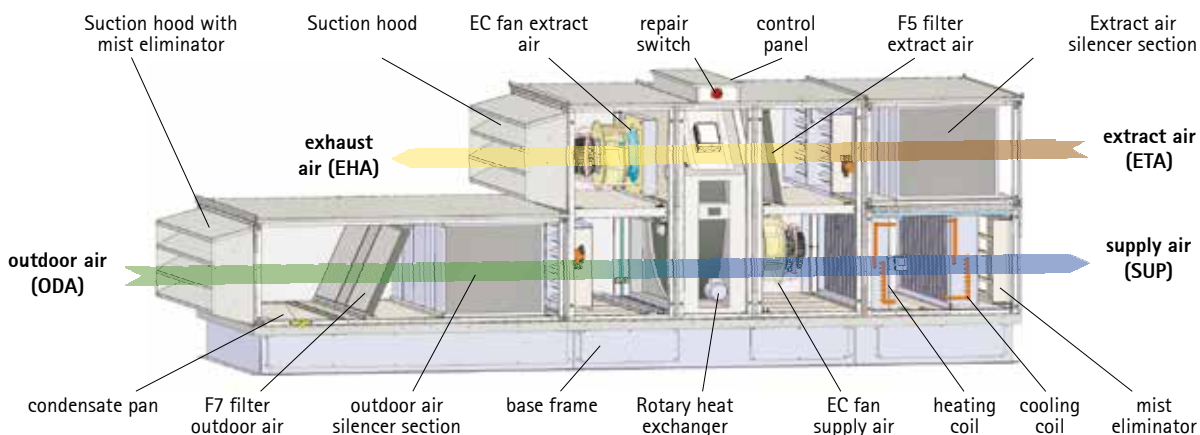 Suction hood with
mist eliminator
Suction hood
EC fan extract
air
repair
switch
control
panel
F5 filter
extract air
Extract air
silencer section
exhaust
air (EHA)
extract air
(ETA)
outdoor air
(ODA)
supply air
(SUP)
condensate pan
F7 filter
outdoor air
outdoor air
silencer section
base frame
Rotary heat
exchanger
EC fan
supply air
heating
coil
cooling
coil
mist
eliminator